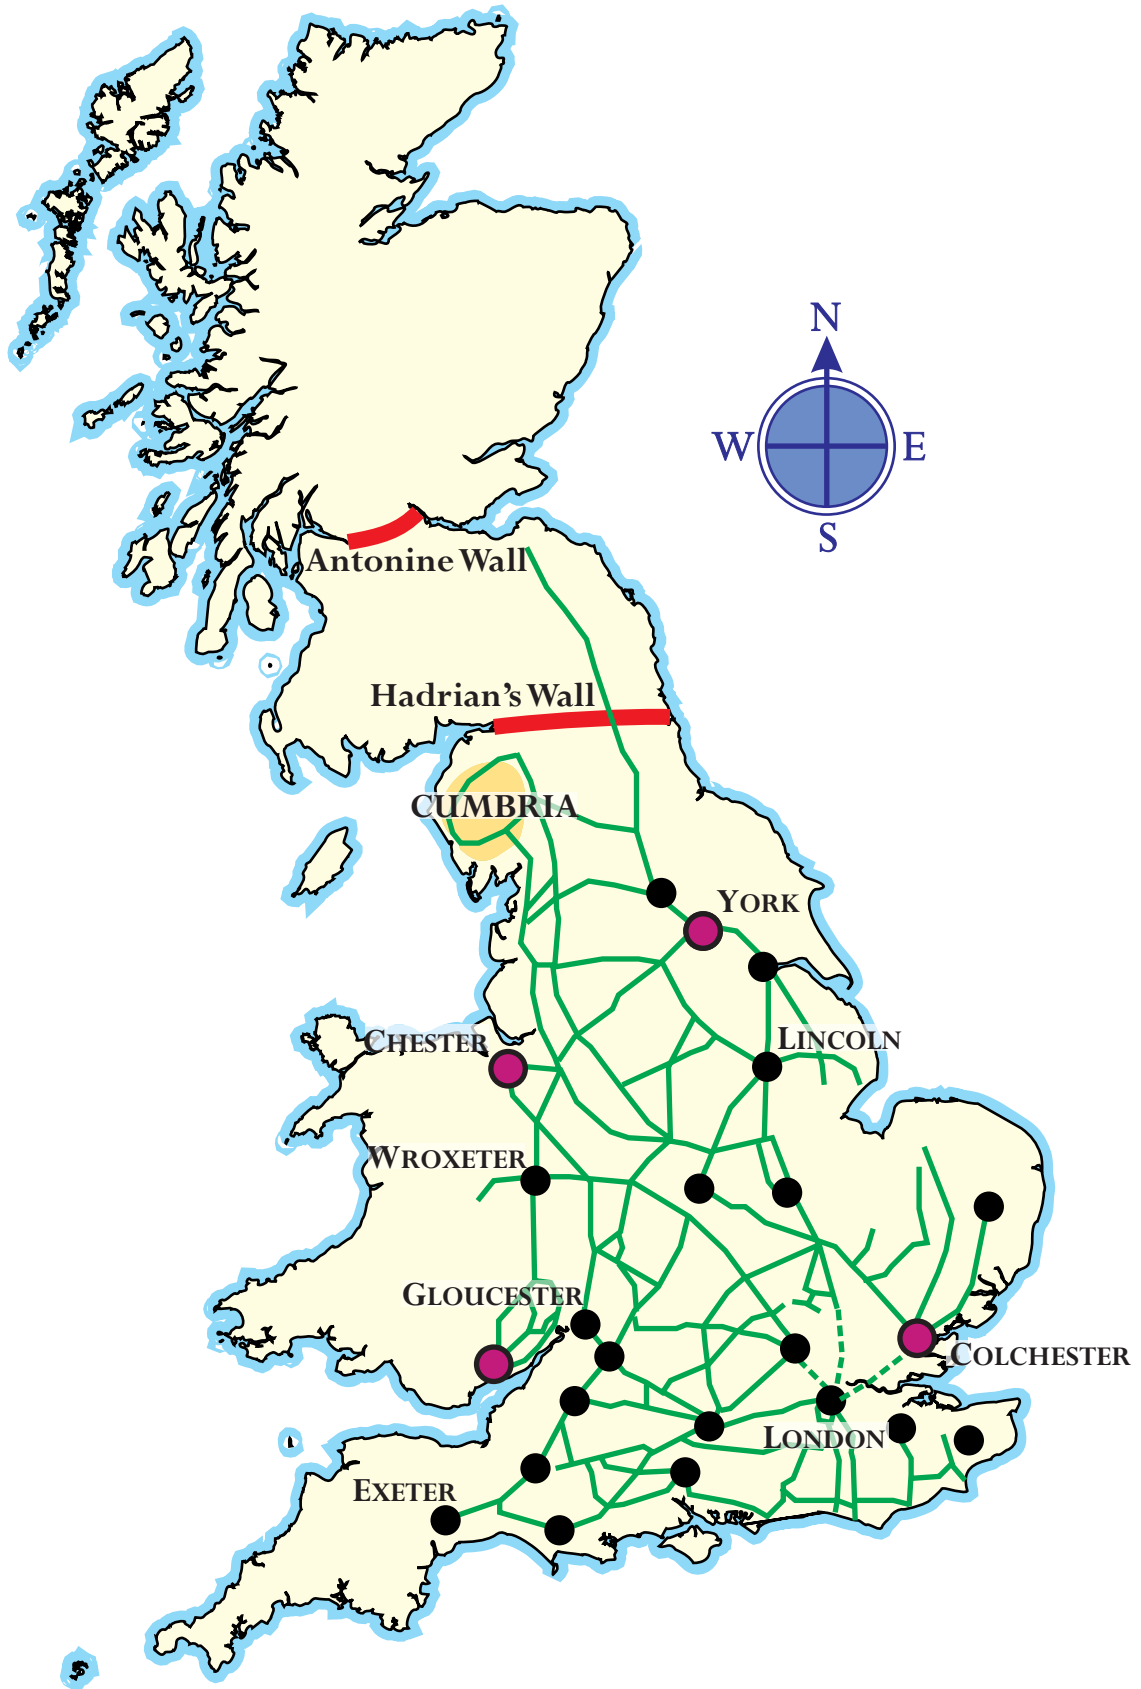 N
W E
S
Antonine Wall
Hadrian's Wall
CUMBRIA
YORK
CHESTER
LINCOLN
WROXETER
GLOUCESTER
COLCHESTER
LONDON
EXETER